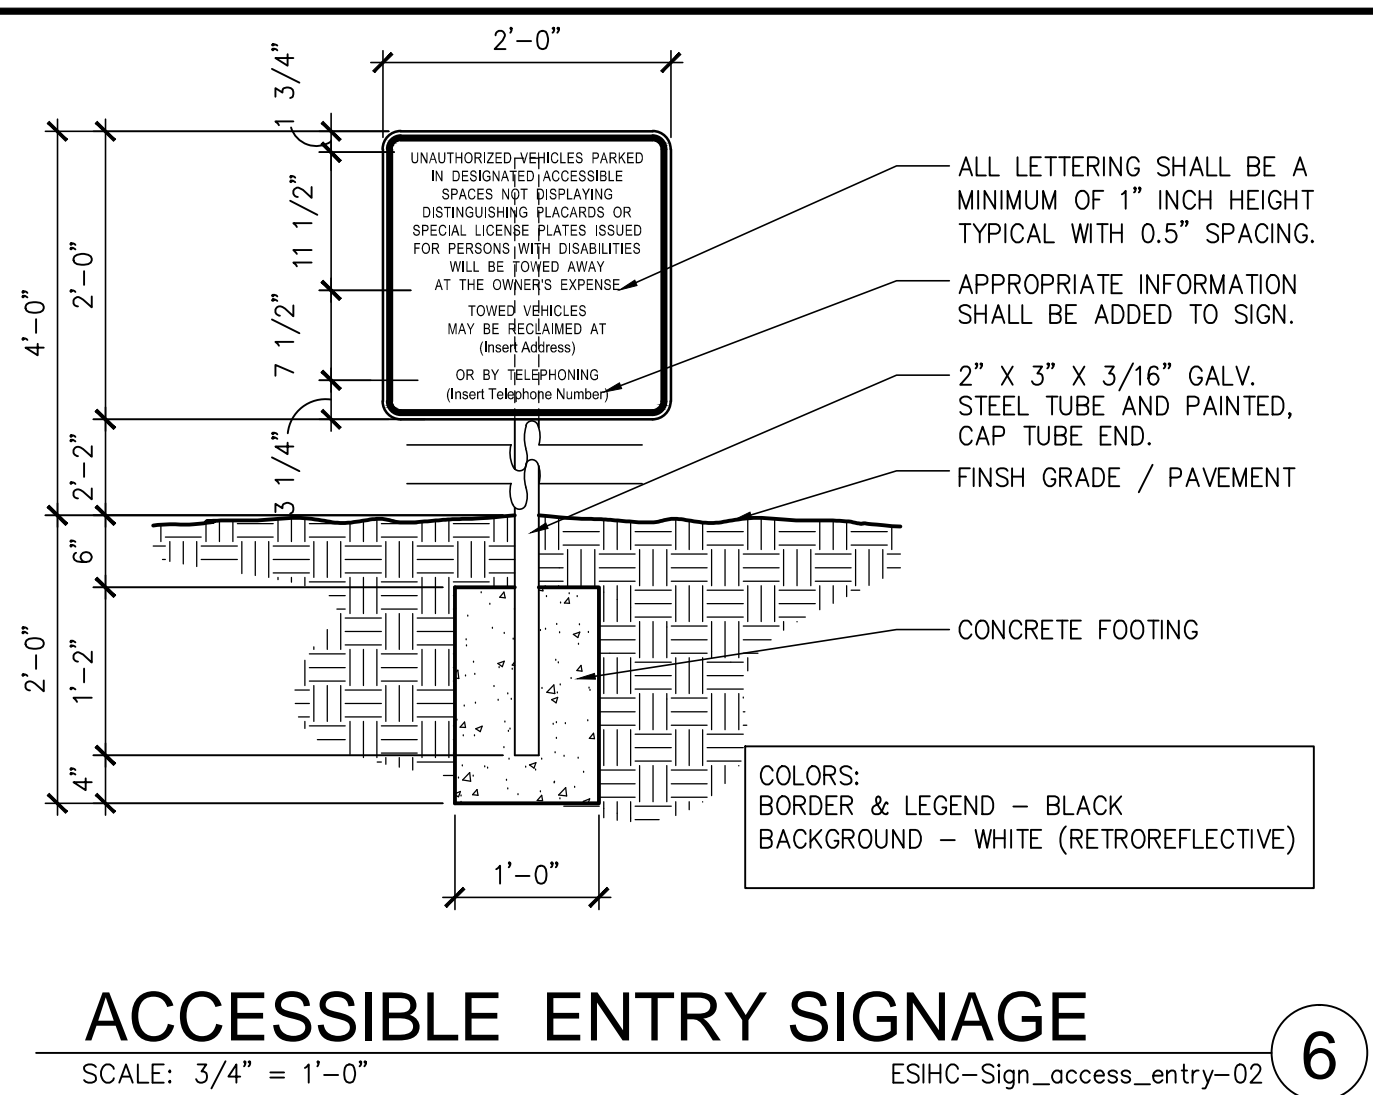 2'-0"
1 3/4"
11 1/2"
7 1/2"
3 1/4"
4'-0"
2'-0"
2'-2"
6"
2'-0"
1'-2"
4"
1'-0"
UNAUTHORIZED VEHICLES PARKED
IN DESIGNATED ACCESSIBLE
SPACES NOT DISPLAYING
DISTINGUISHING PLACARDS OR
SPECIAL LICENSE PLATES ISSUED
FOR PERSONS WITH DISABILITIES
WILL BE TOWED AWAY
AT THE OWNER'S EXPENSE
TOWED VEHICLES
MAY BE RECLAIMED AT
(Insert Address)
OR BY TELEPHONING
(Insert Telephone Number)
ALL LETTERING SHALL BE A
MINIMUM OF 1" INCH HEIGHT
TYPICAL WITH 0.5" SPACING.
APPROPRIATE INFORMATION
SHALL BE ADDED TO SIGN.
2" X 3" X 3/16" GALV.
STEEL TUBE AND PAINTED,
CAP TUBE END.
FINSH GRADE / PAVEMENT
CONCRETE FOOTING
COLORS:
BORDER & LEGEND - BLACK
BACKGROUND - WHITE (RETROREFLECTIVE)
ACCESSIBLE ENTRY SIGNAGE
SCALE: 3/4" = 1'-0"
ESIHC-Sign_access_entry-02
6